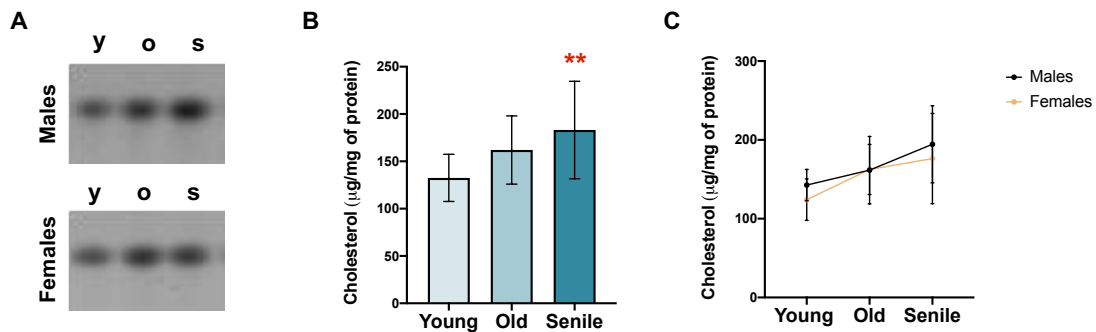 A
y o s
Males
y o s
Females
B
Cholesterol (μg/mg of protein)
250
200
150
100
50
0
**
Young Old Senile
C
Cholesterol (μg/mg of protein)
300
200
100
0
Young Old Senile
Males
Females